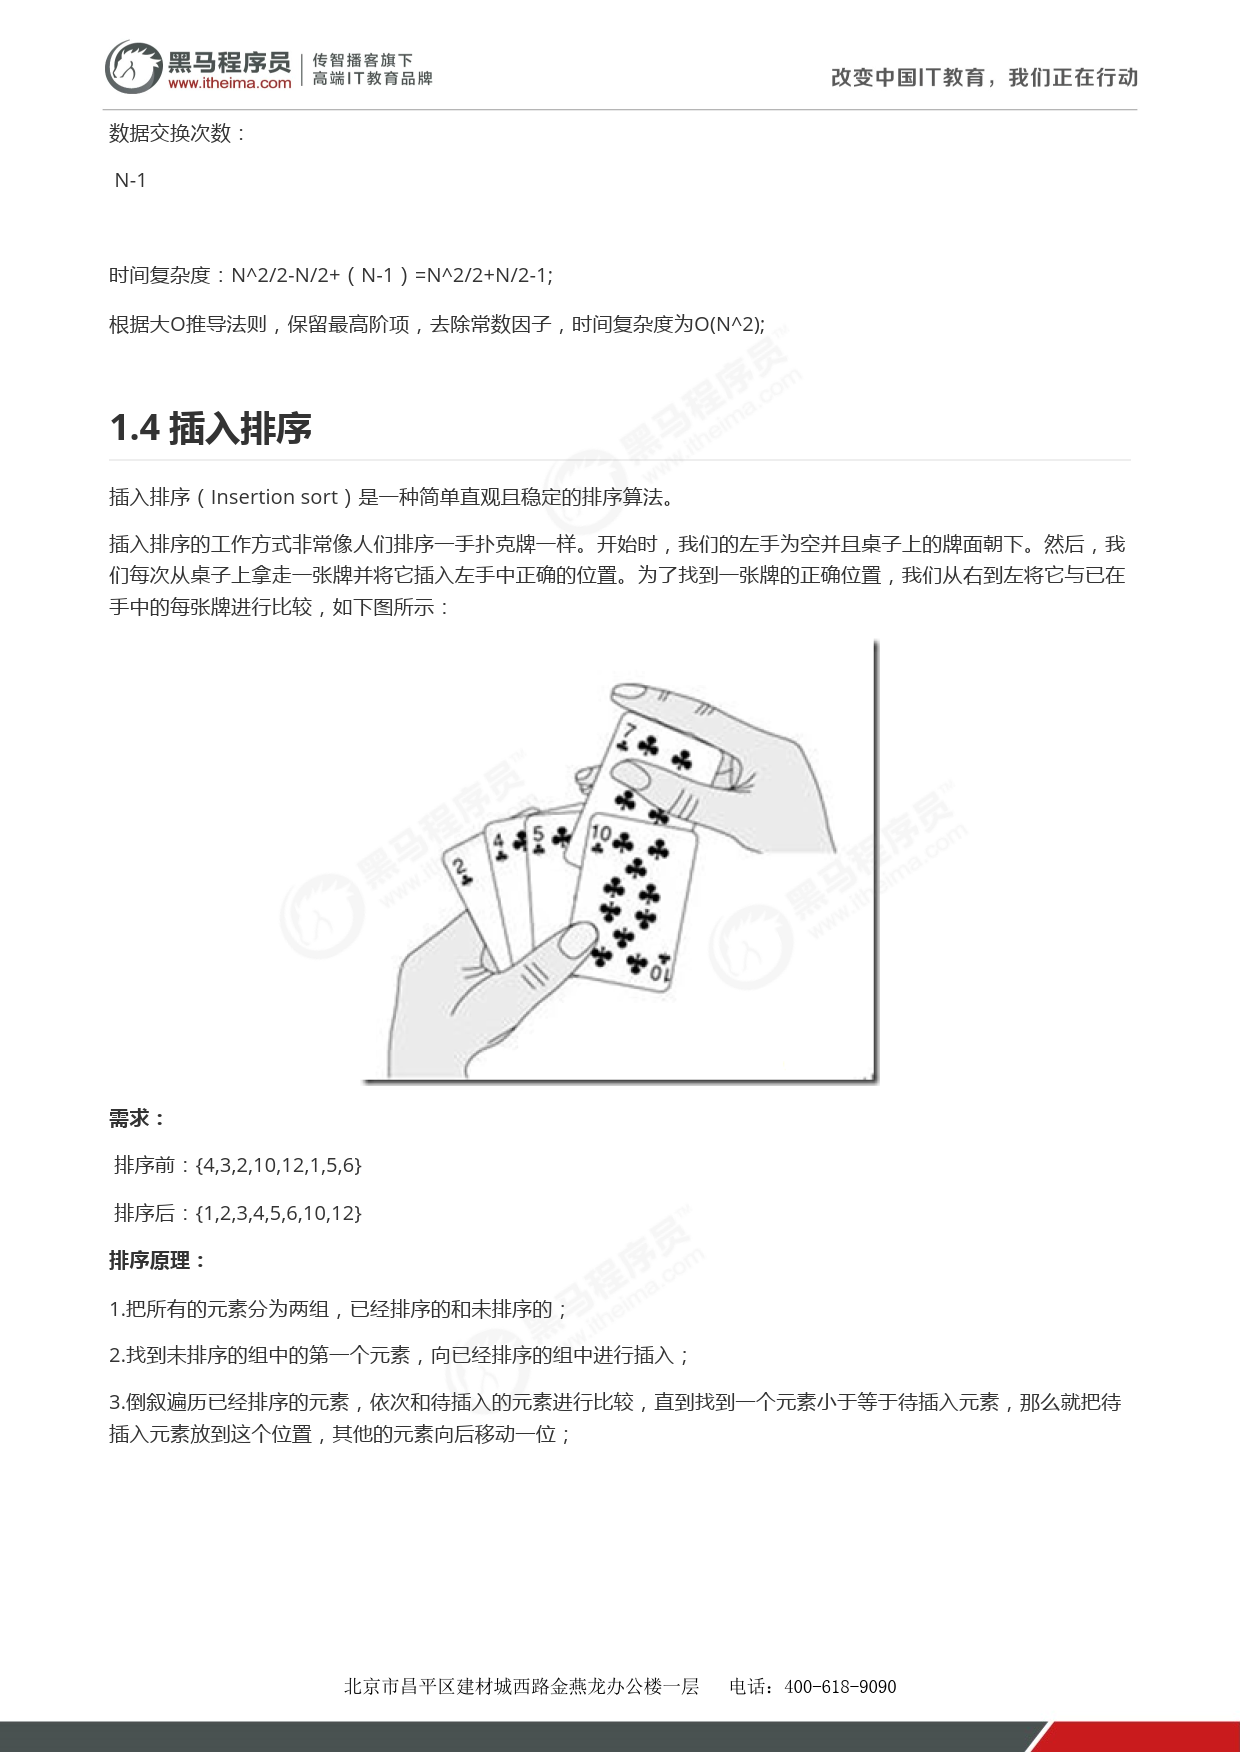 黑马程序员
www.itheima.com
传智播客旗下
高端IT教育品牌
改变中国IT教育，我们正在行动
数据交换次数：
N-1
时间复杂度：N^2/2-N/2+（N-1）=N^2/2+N/2-1;
根据大O推导法则，保留最高阶项，去除常数因子，时间复杂度为O(N^2);
1.4 插入排序
插入排序（Insertion sort）是一种简单直观且稳定的排序算法。
插入排序的工作方式非常像人们排序一手扑克牌一样。开始时，我们的左手为空并且桌子上的牌面朝下。然后，我
们每次从桌子上拿走一张牌并将它插入左手中正确的位置。为了找到一张牌的正确位置，我们从右到左将它与已在
手中的每张牌进行比较，如下图所示：
7
2
4
5
10
10
黑马程序员
www.itheima.com
需求：
排序前：{4,3,2,10,12,1,5,6}
排序后：{1,2,3,4,5,6,10,12}
排序原理：
1.把所有的元素分为两组，已经排序的和未排序的；
2.找到未排序的组中的第一个元素，向已经排序的组中进行插入；
3.倒叙遍历已经排序的元素，依次和待插入的元素进行比较，直到找到一个元素小于等于待插入元素，那么就把待
插入元素放到这个位置，其他的元素向后移动一位；
北京市昌平区建材城西路金燕龙办公楼一层 电话：400-618-9090